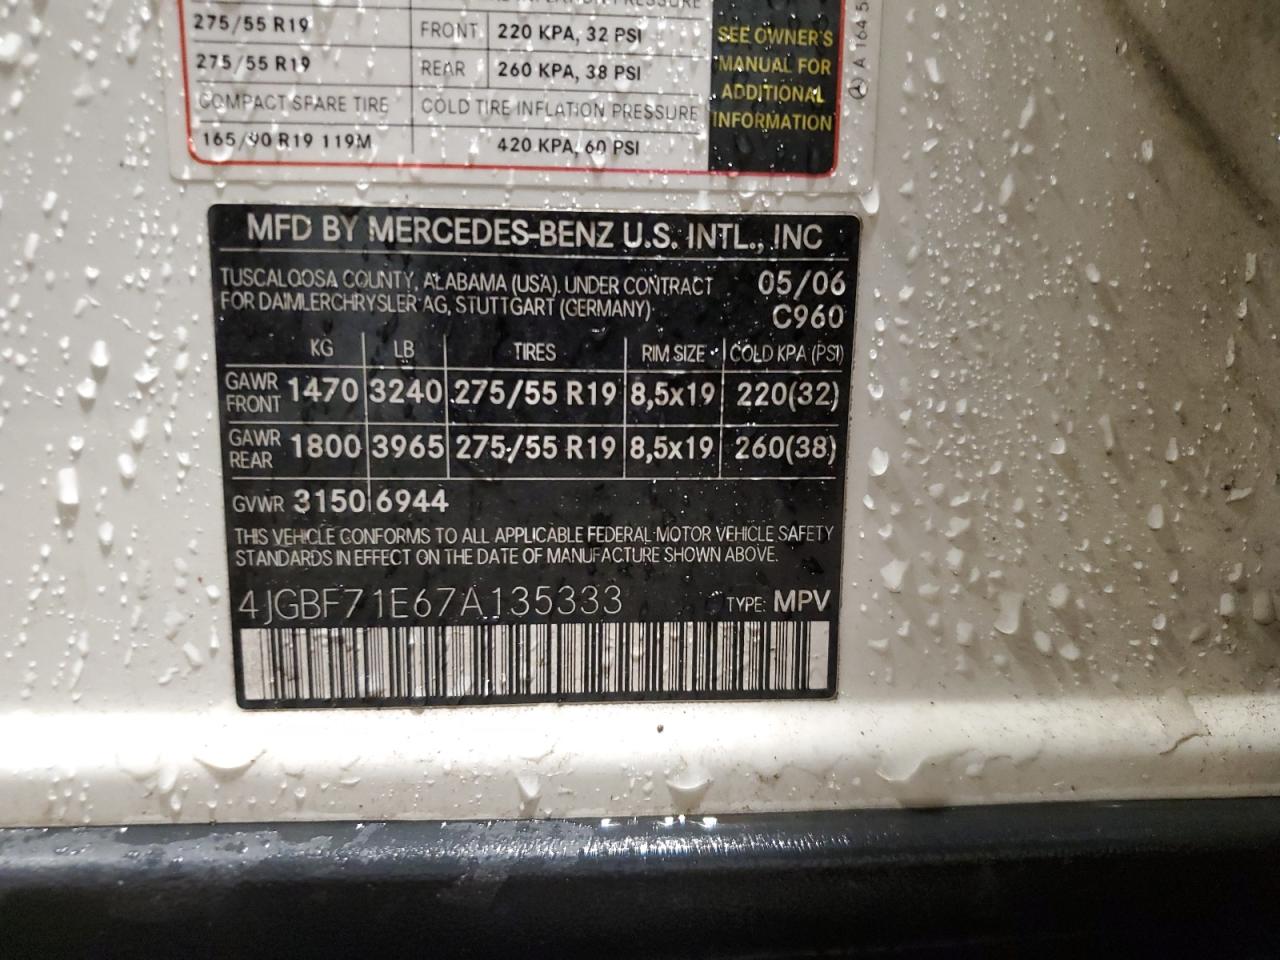 INFLATION PRESSURE
275/55 R19 FRONT 220 KPA, 32 PSI
275/55 R19 REAR 260 KPA, 38 PSI
COMPACT SPARE TIRE COLD TIRE INFLATION PRESSURE
165/90 R19 119M 420 KPA, 60 PSI
SEE OWNER'S
MANUAL FOR
ADDITIONAL
INFORMATION
A 1645
MFD BY MERCEDES-BENZ U.S. INTL., INC
TUSCALOOSA COUNTY, ALABAMA (USA). UNDER CONTRACT 05/06
FOR DAIMLERCHRYSLER AG, STUTTGART (GERMANY) C960
KG LB TIRES RIM SIZE COLD KPA (PSI)
GAWR FRONT 1470 3240 275/55 R19 8,5x19 220(32)
GAWR REAR 1800 3965 275/55 R19 8,5x19 260(38)
GVWR 3150 6944
THIS VEHICLE CONFORMS TO ALL APPLICABLE FEDERAL MOTOR VEHICLE SAFETY
STANDARDS IN EFFECT ON THE DATE OF MANUFACTURE SHOWN ABOVE.
4JGBF71E67A135333 TYPE: MPV